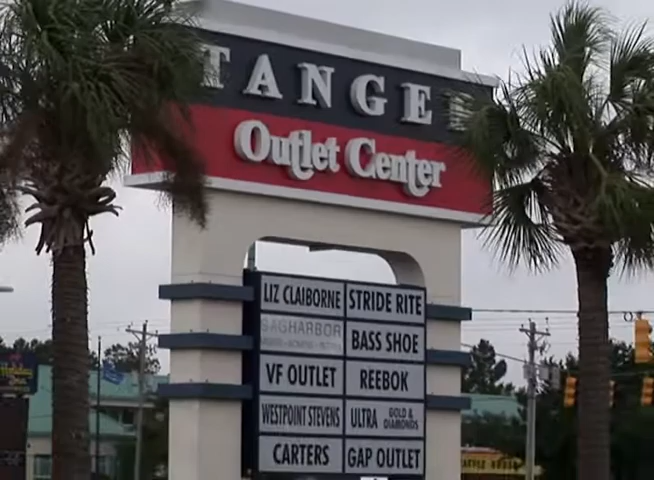 TANGE
Outlet Center
LIZ CLAIBORNE STRIDE RITE
SAGHARBOR BASS SHOE
VF OUTLET REEBOK
WESTPOINT STEVENS ULTRA GOLD & DIAMONDS
CARTERS GAP OUTLET